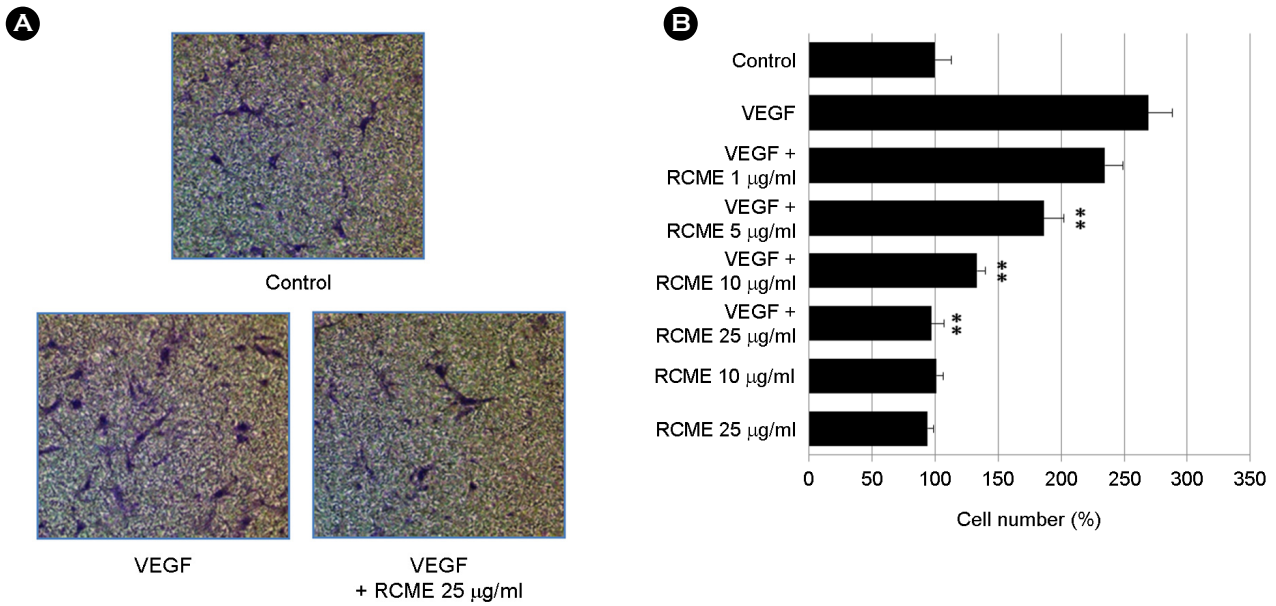 A
Control
VEGF
VEGF
+ RCME 25 μg/ml
B
Control
VEGF
VEGF +
RCME 1 μg/ml
VEGF +
RCME 5 μg/ml
**
VEGF +
RCME 10 μg/ml
**
VEGF +
RCME 25 μg/ml
**
RCME 10 μg/ml
RCME 25 μg/ml
0 50 100 150 200 250 300 350
Cell number (%)